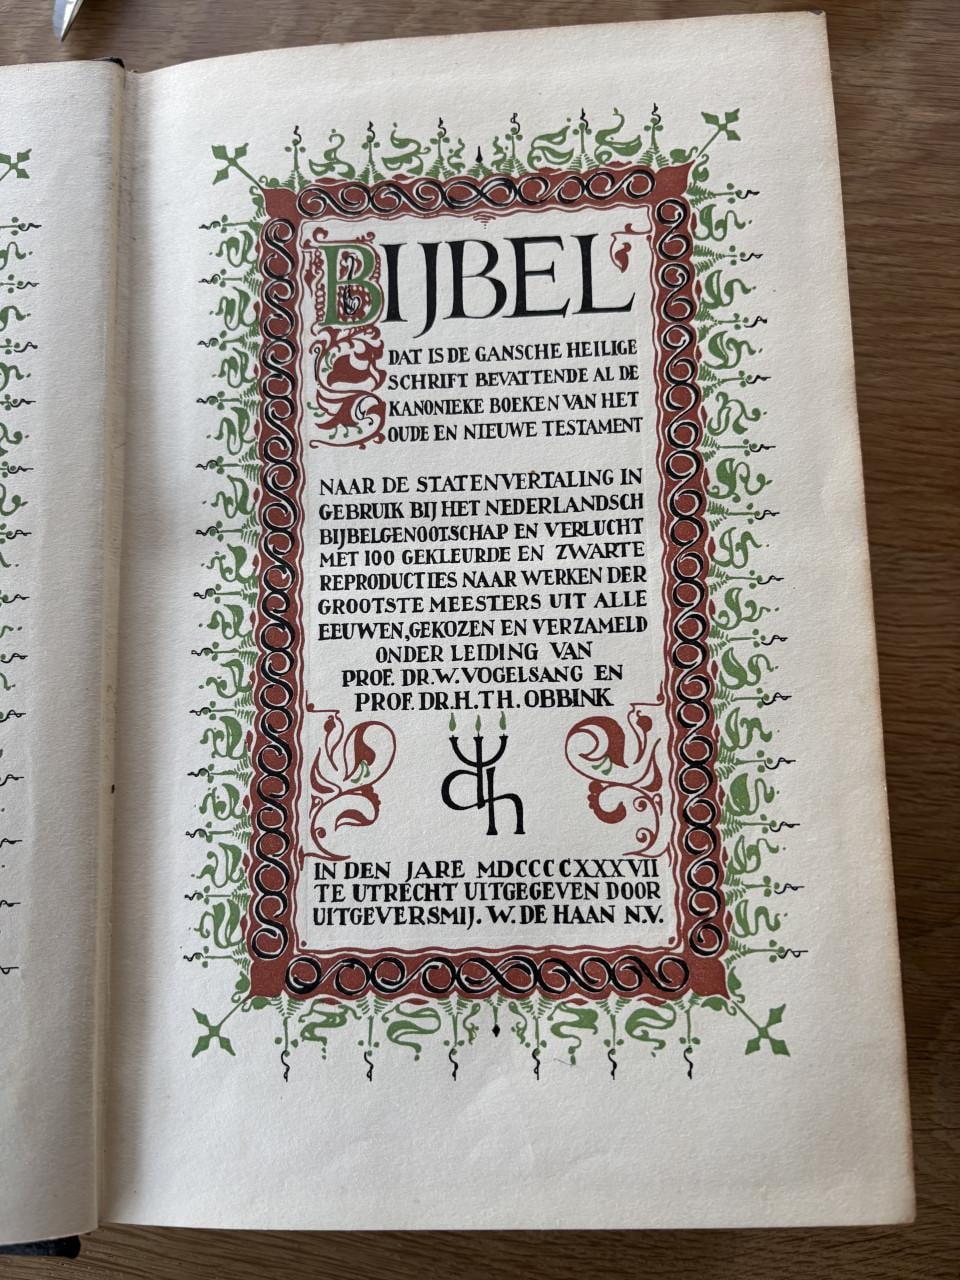 BIJBEL
DAT IS DE GANSCHE HEILIGE
SCHRIFT BEVATTENDE AL DE
KANONIEKE BOEKEN VAN HET
OUDE EN NIEUWE TESTAMENT
NAAR DE STATENVERTALING IN
GEBRUIK BIJ HET NEDERLANDSCH
BIJBELGENOOTSCHAP EN VERLUCHT
MET 100 GEKLEURDE EN ZWARTE
REPRODUCTIES NAAR WERKEN DER
GROOTSTE MEESTERS UIT ALLE
EEUWEN, GEKOZEN EN VERZAMELD
ONDER LEIDING VAN
PROF. DR. W. VOGELSANG EN
PROF. DR. H. TH. OBBINK
dh
IN DEN JARE MDCCCCXXXVII
TE UTRECHT UITGEGEVEN DOOR
UITGEVERSMIJ. W. DE HAAN N.V.